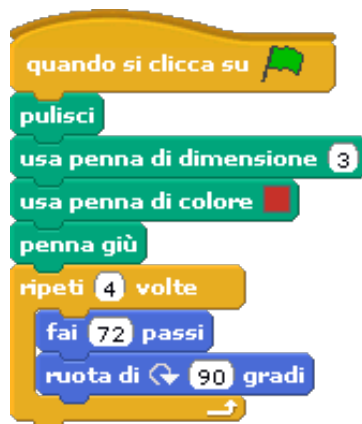 quando si clicca su
pulisci
usa penna di dimensione 3
usa penna di colore
penna giù
ripeti 4 volte
fai 72 passi
ruota di 90 gradi